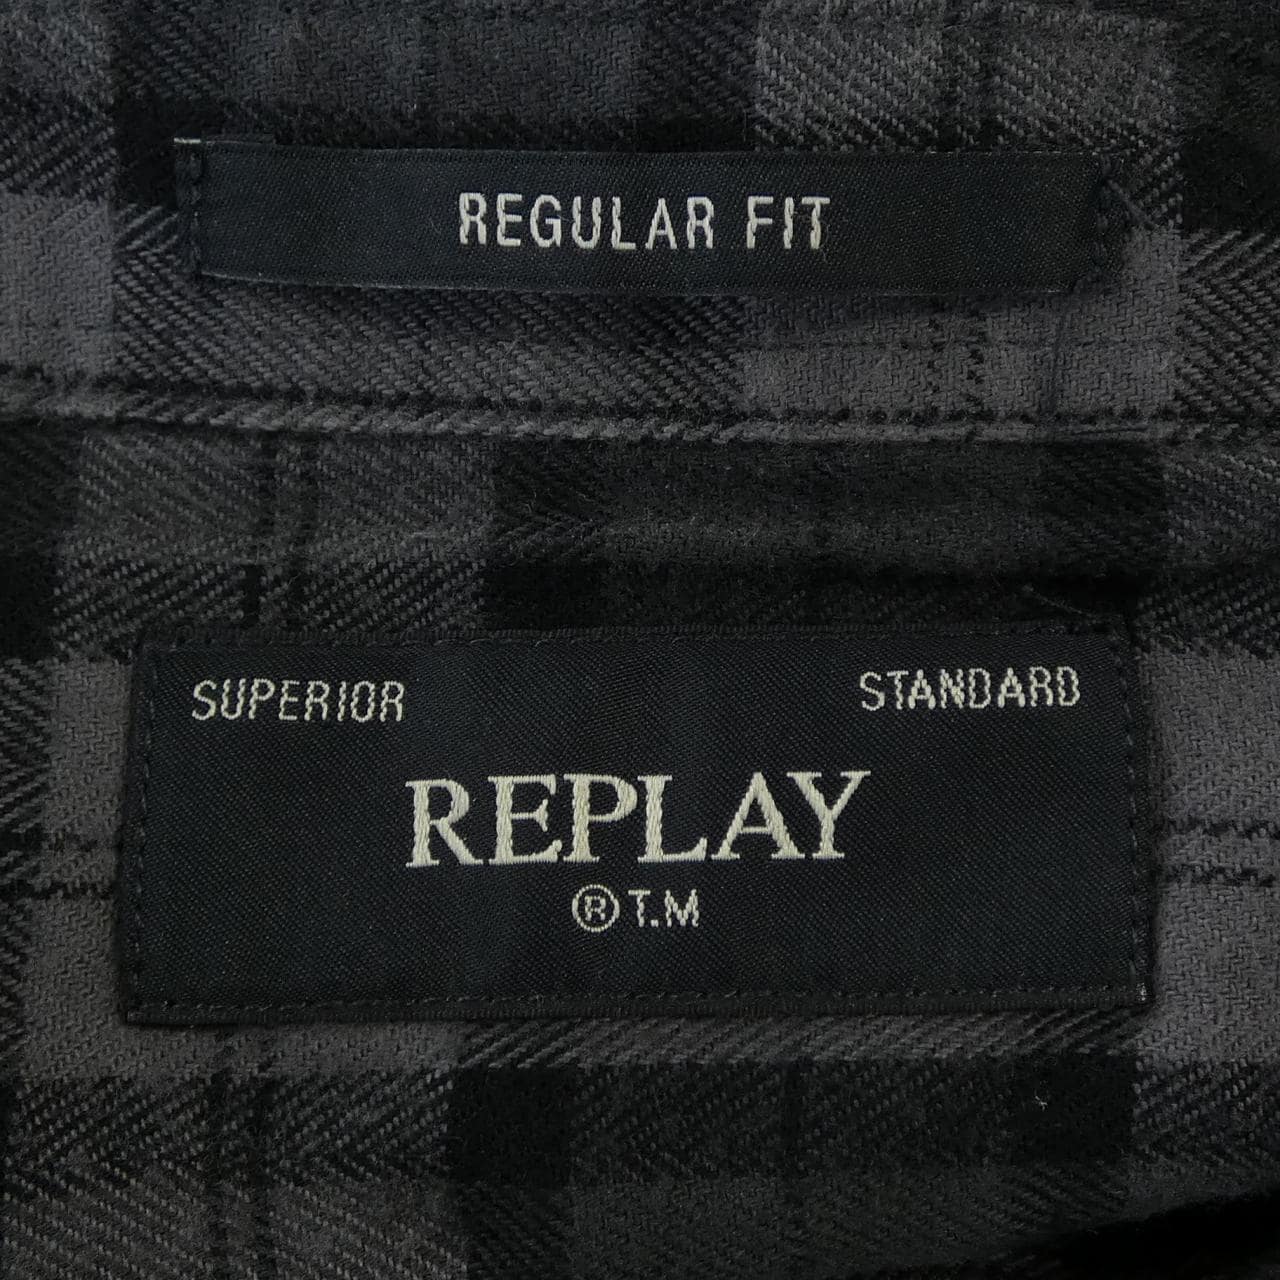 REGULAR FIT
SUPERIOR STANDARD
REPLAY
® T.M